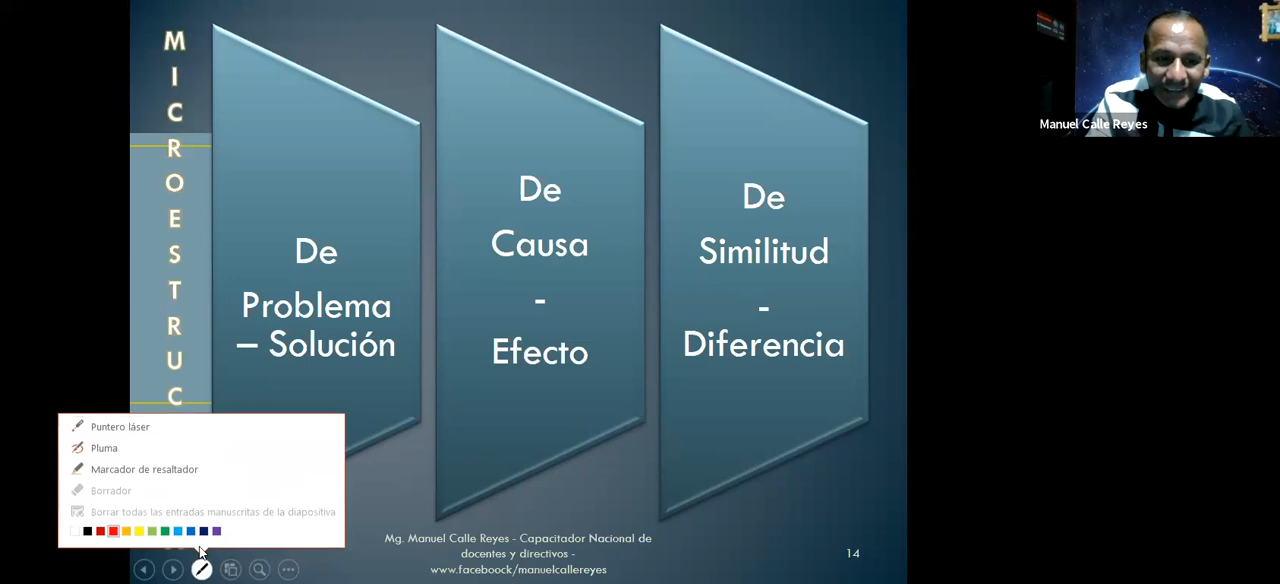 M
I
C
R
O
E
S
T
R
U
C
De
Problema
– Solución
De
Causa
-
Efecto
De
Similitud
-
Diferencia
Manuel Calle Reyes
Puntero láser
Pluma
Marcador de resaltador
Borrador
Borrar todas las entradas manuscritas de la diapositiva
Mg. Manuel Calle Reyes - Capacitador Nacional de
docentes y directivos -
www.faceboock/manuelcallereyes
14